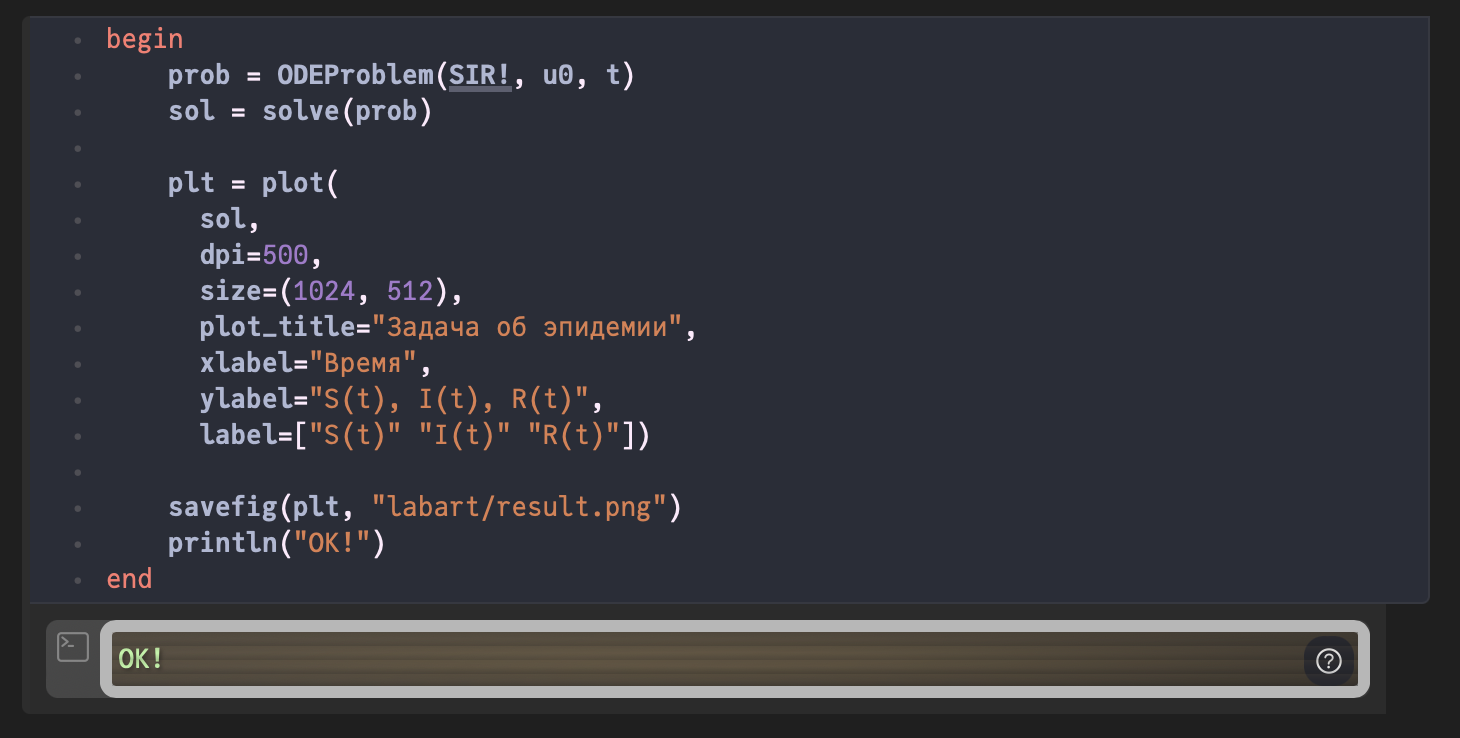 begin
    prob = ODEProblem(SIR!, u0, t)
    sol = solve(prob)
    plt = plot(
      sol,
      dpi=500,
      size=(1024, 512),
      plot_title="Задача об эпидемии",
      xlabel="Время",
      ylabel="S(t), I(t), R(t)",
      label=["S(t)" "I(t)" "R(t)"])
    savefig(plt, "labart/result.png")
    println("OK!")
end
OK!